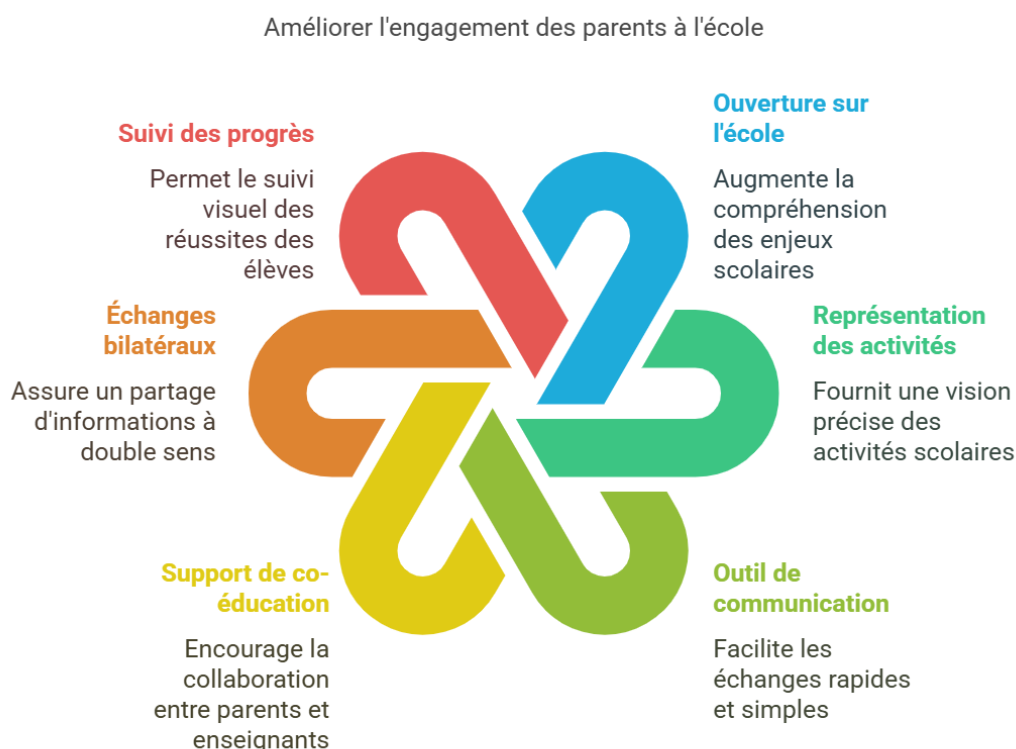 Améliorer l'engagement des parents à l'école
Suivi des progrès
Permet le suivi
visuel des
réussites des
élèves
Ouverture sur
l'école
Augmente la
compréhension
des enjeux
scolaires
Échanges
bilatéraux
Assure un partage
d'informations à
double sens
Représentation
des activités
Fournit une vision
précise des
activités scolaires
Support de co-
éducation
Encourage la
collaboration
entre parents et
enseignants
Outil de
communication
Facilite les
échanges rapides
et simples